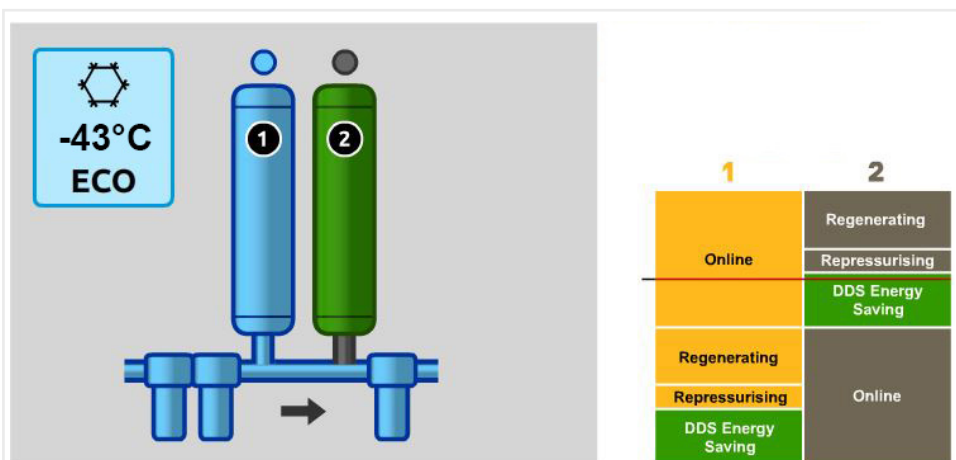 -43°C
ECO
1
2
1
2
Online
Regenerating
Repressurising
DDS Energy
Saving
Regenerating
Repressurising
DDS Energy
Saving
Online